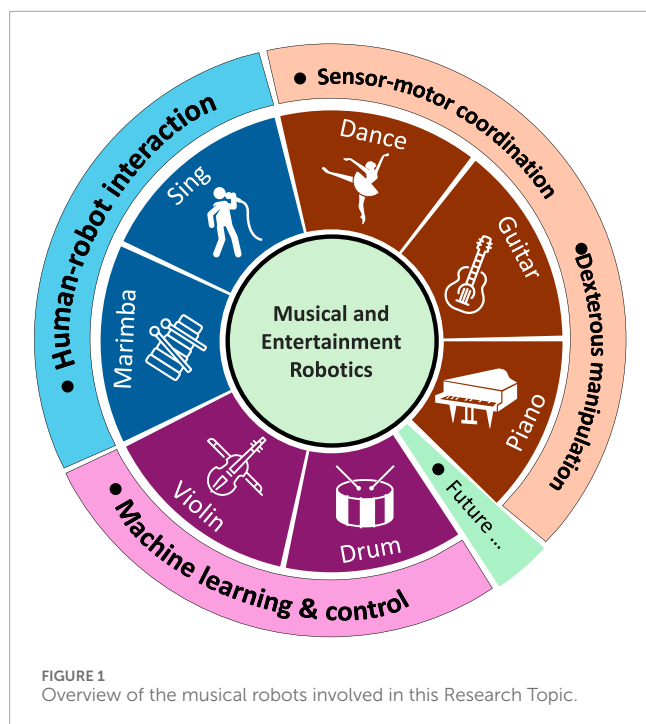 ● Human-robot interaction
● Sensor-motor coordination
● Dexterous manipulation
● Machine learning & control
● Future ...
Sing
Dance
Guitar
Piano
Drum
Violin
Marimba
Musical and
Entertainment
Robotics
FIGURE 1
Overview of the musical robots involved in this Research Topic.